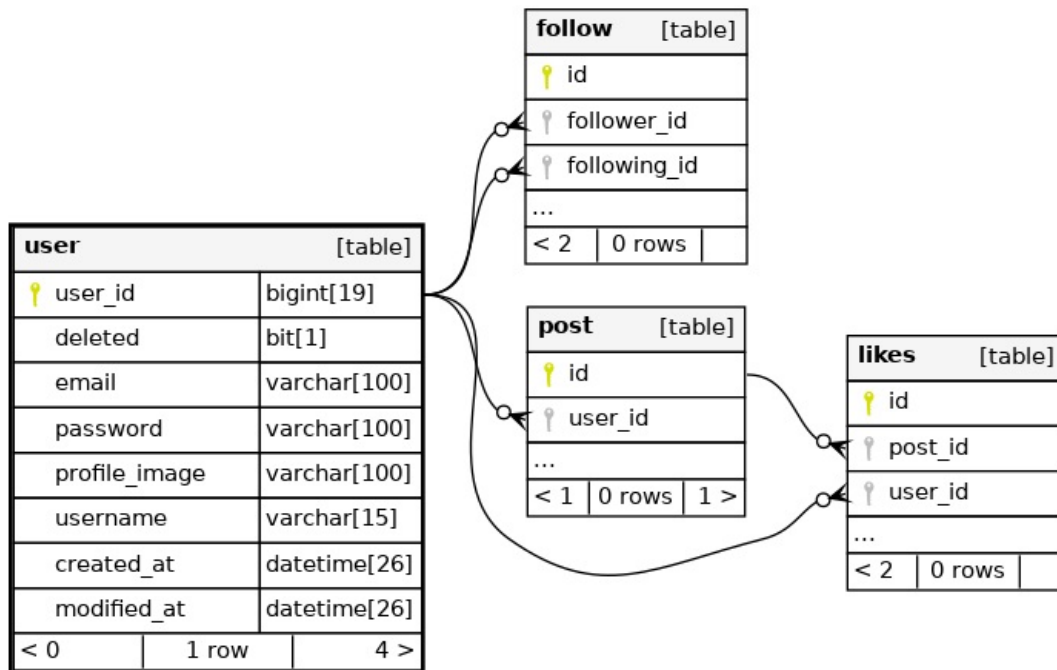 follow [table]
id
follower_id
following_id
...
< 2 0 rows
user [table]
user_id bigint[19]
deleted bit[1]
email varchar[100]
password varchar[100]
profile_image varchar[100]
username varchar[15]
created_at datetime[26]
modified_at datetime[26]
< 0 1 row 4 >
post [table]
id
user_id
...
< 1 0 rows 1 >
likes [table]
id
post_id
user_id
...
< 2 0 rows